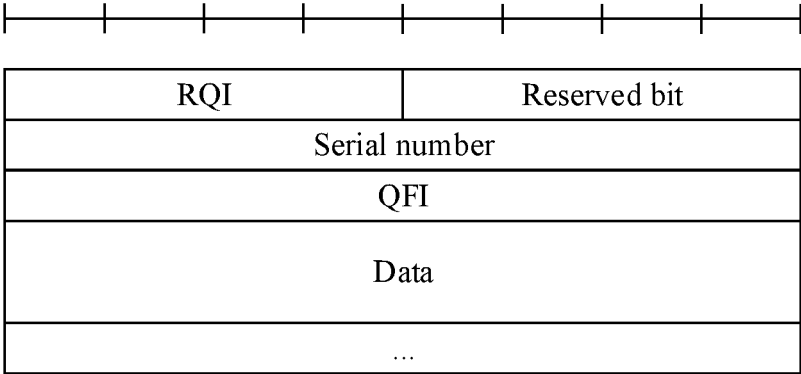 RQI
Reserved bit
Serial number
QFI
Data
...